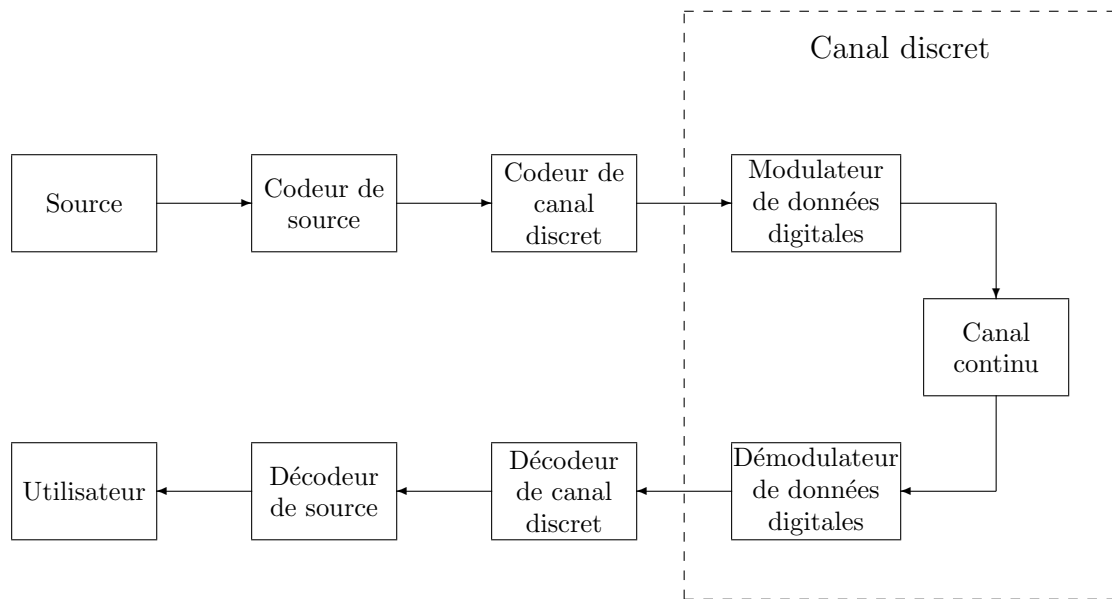 Canal discret
Source
Codeur de
source
Codeur de
canal
discret
Modulateur
de données
digitales
Canal
continu
Utilisateur
Décodeur
de source
Décodeur
de canal
discret
Démodulateur
de données
digitales